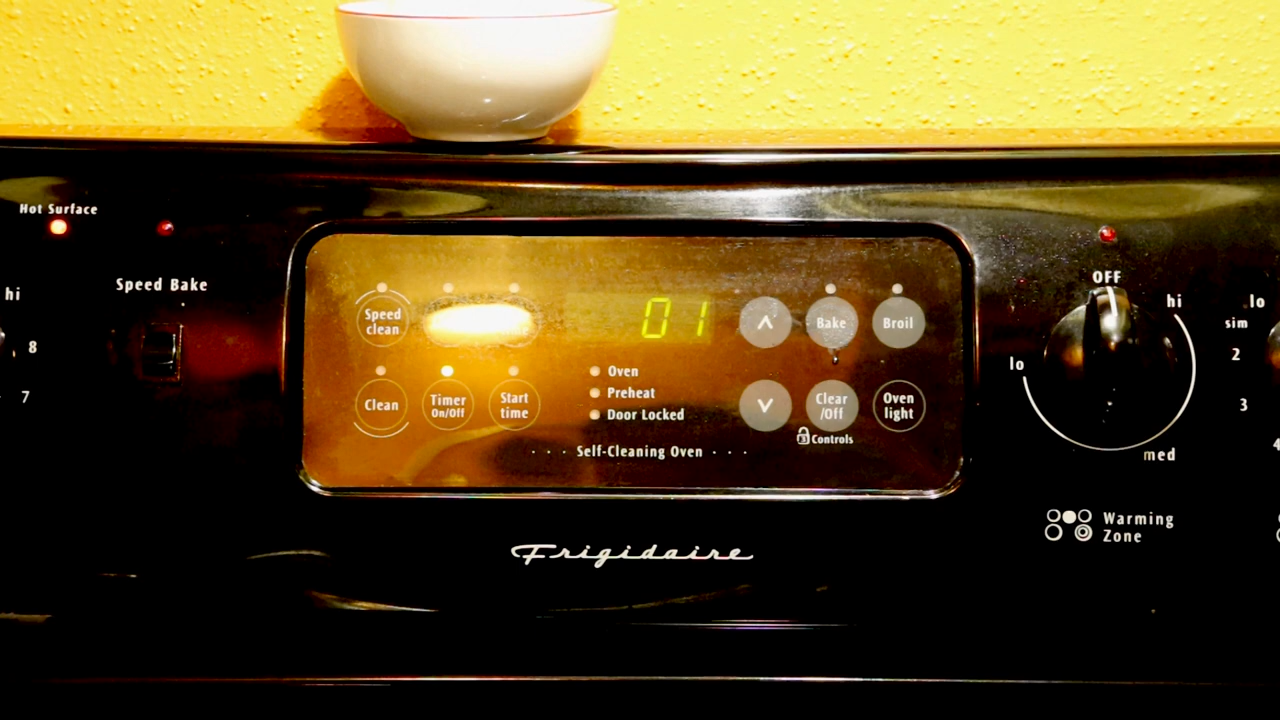 Hot Surface
hi
8
7
Speed Bake
Speed
clean
01
Bake
Broil
Clean
Timer
On/Off
Start
time
Oven
Preheat
Door Locked
Clear
/Off
Controls
Oven
light
· · · Self-Cleaning Oven · · ·
Frigidaire
OFF
lo
hi
med
Warming
Zone
lo
sim
2
3
4